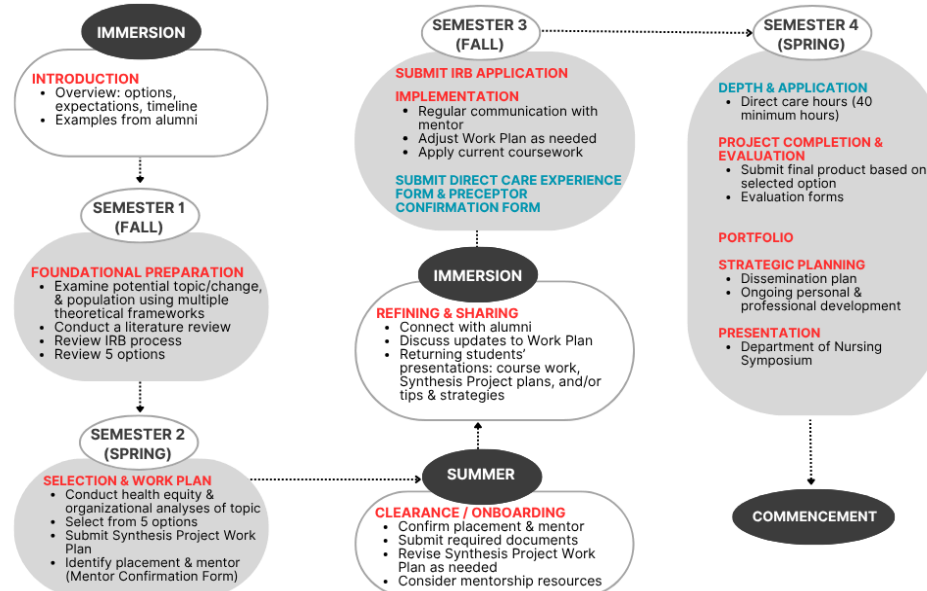 IMMERSION
INTRODUCTION
• Overview: options,
expectations, timeline
• Examples from alumni
SEMESTER 1
(FALL)
FOUNDATIONAL PREPARATION
• Examine potential topic/change,
& population using multiple
theoretical frameworks
• Conduct a literature review
• Review IRB process
• Review 5 options
SEMESTER 2
(SPRING)
SELECTION & WORK PLAN
• Conduct health equity &
organizational analyses of topic
• Select from 5 options
• Submit Synthesis Project Work
Plan
• Identify placement & mentor
(Mentor Confirmation Form)
SUMMER
CLEARANCE / ONBOARDING
• Confirm placement & mentor
• Submit required documents
• Revise Synthesis Project Work
Plan as needed
• Consider mentorship resources
IMMERSION
REFINING & SHARING
• Connect with alumni
• Discuss updates to Work Plan
• Returning students'
presentations: course work,
Synthesis Project plans, and/or
tips & strategies
SEMESTER 3
(FALL)
SUBMIT IRB APPLICATION
IMPLEMENTATION
• Regular communication with
mentor
• Adjust Work Plan as needed
• Apply current coursework
SUBMIT DIRECT CARE EXPERIENCE
FORM & PRECEPTOR
CONFIRMATION FORM
SEMESTER 4
(SPRING)
DEPTH & APPLICATION
• Direct care hours (40
minimum hours)
PROJECT COMPLETION &
EVALUATION
• Submit final product based on
selected option
• Evaluation forms
PORTFOLIO
STRATEGIC PLANNING
• Dissemination plan
• Ongoing personal &
professional development
PRESENTATION
• Department of Nursing
Symposium
COMMENCEMENT